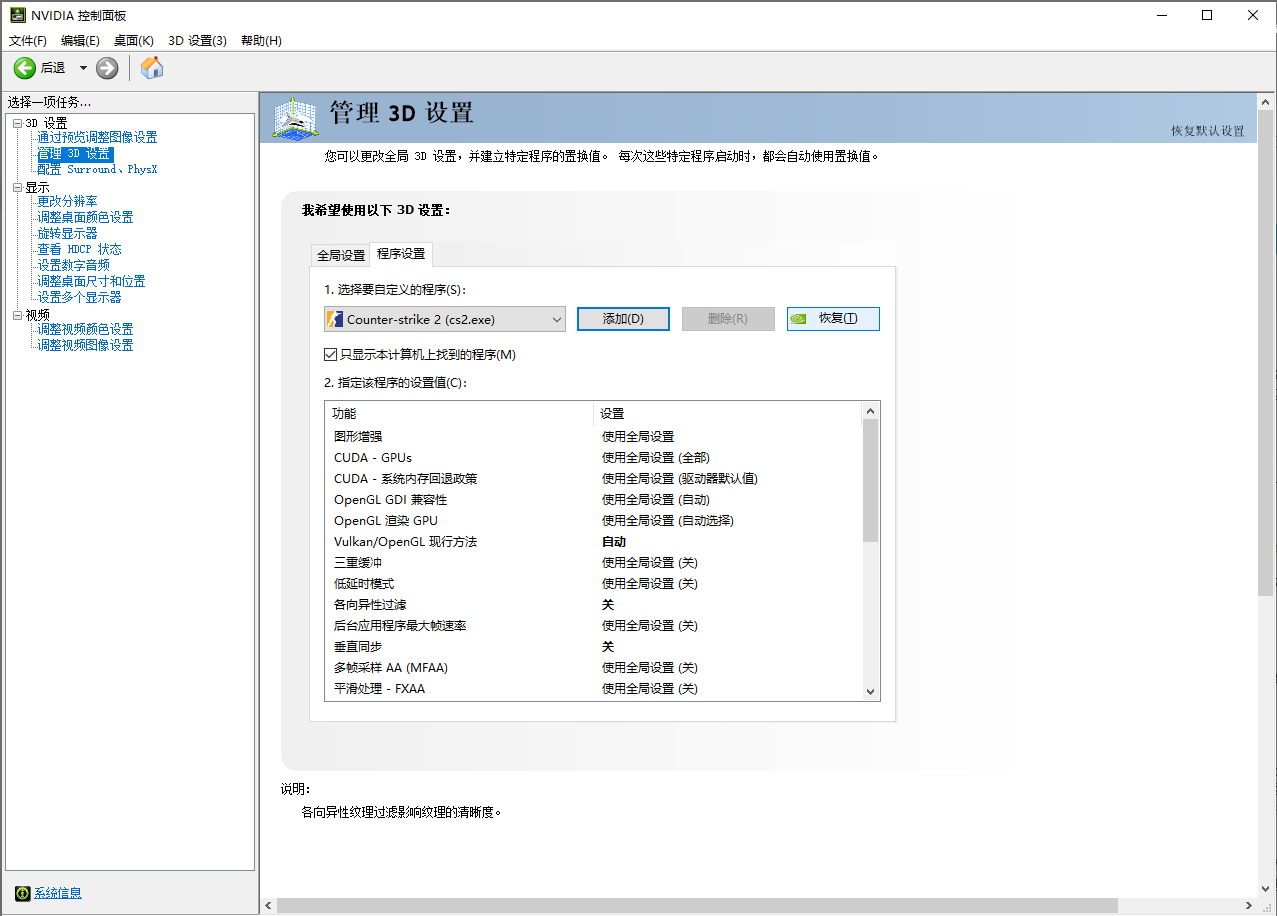 NVIDIA 控制面板
文件(F) 编辑(E) 桌面(K) 3D 设置(3) 帮助(H)
后退
选择一项任务...
3D 设置
通过预览调整图像设置
管理 3D 设置
配置 Surround、PhysX
显示
更改分辨率
调整桌面颜色设置
旋转显示器
查看 HDCP 状态
设置数字音频
调整桌面尺寸和位置
设置多个显示器
视频
调整视频颜色设置
调整视频图像设置
系统信息
管理 3D 设置
恢复默认设置
您可以更改全局 3D 设置，并建立特定程序的置换值。 每次这些特定程序启动时，都会自动使用置换值。
我希望使用以下 3D 设置：
全局设置 程序设置
1. 选择要自定义的程序(S):
Counter-strike 2 (cs2.exe) 添加(D) 删除(R) 恢复(T)
只显示本计算机上找到的程序(M)
2. 指定该程序的设置值(C):
功能 设置
图形增强 使用全局设置
CUDA - GPUs 使用全局设置 (全部)
CUDA - 系统内存回退政策 使用全局设置 (驱动器默认值)
OpenGL GDI 兼容性 使用全局设置 (自动)
OpenGL 渲染 GPU 使用全局设置 (自动选择)
Vulkan/OpenGL 现行方法 自动
三重缓冲 使用全局设置 (关)
低延时模式 使用全局设置 (关)
各向异性过滤 关
后台应用程序最大帧速率 使用全局设置 (关)
垂直同步 关
多帧采样 AA (MFAA) 使用全局设置 (关)
平滑处理 - FXAA 使用全局设置 (关)
说明:
各向异性纹理过滤影响纹理的清晰度。